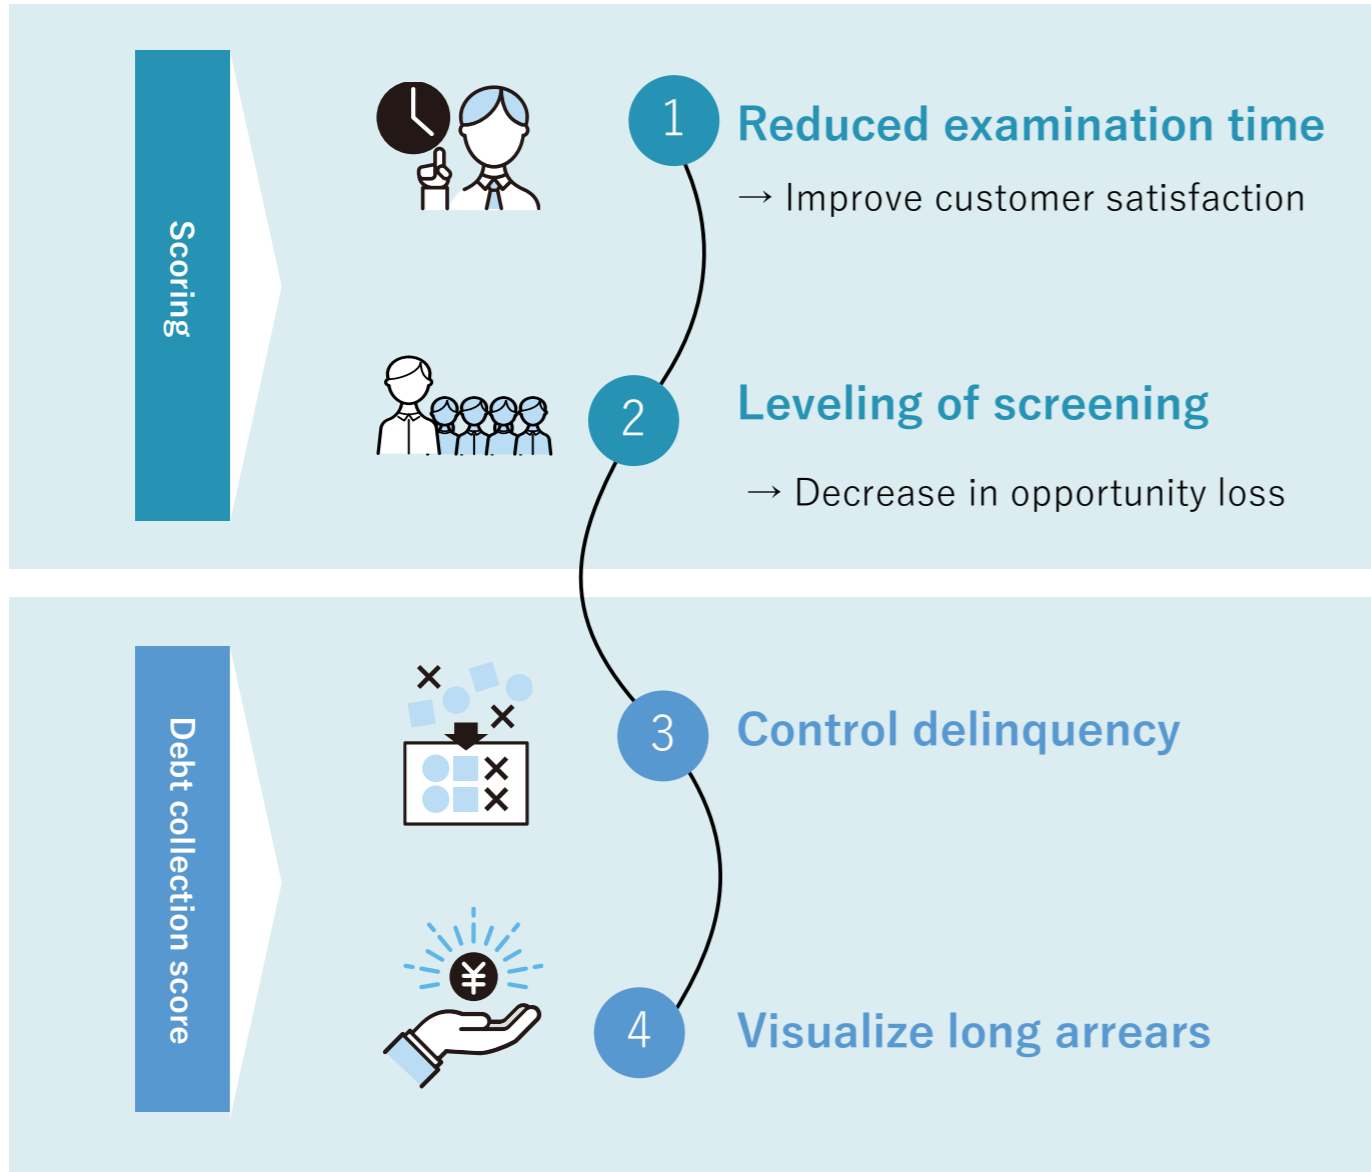 Scoring
1
Reduced examination time
→ Improve customer satisfaction
2
Leveling of screening
→ Decrease in opportunity loss
Debt collection score
3
Control delinquency
¥
4
Visualize long arrears